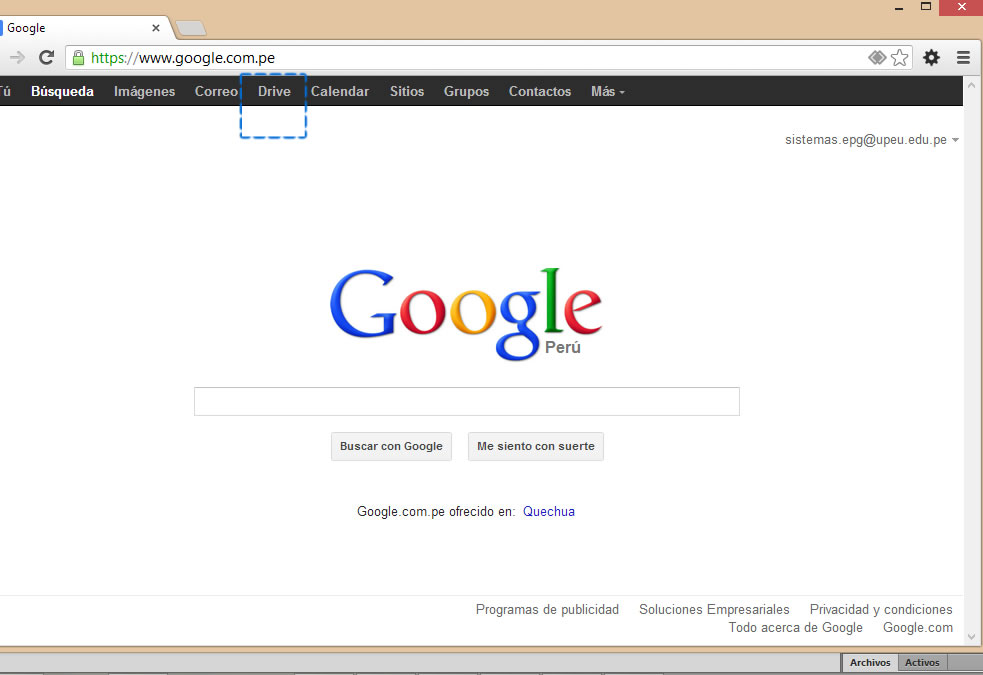 Google
https://www.google.com.pe
Tú Búsqueda Imágenes Correo Drive Calendar Sitios Grupos Contactos Más
sistemas.epg@upeu.edu.pe
Google
Perú
Buscar con Google Me siento con suerte
Google.com.pe ofrecido en: Quechua
Programas de publicidad Soluciones Empresariales Privacidad y condiciones
Todo acerca de Google Google.com
Archivos Activos